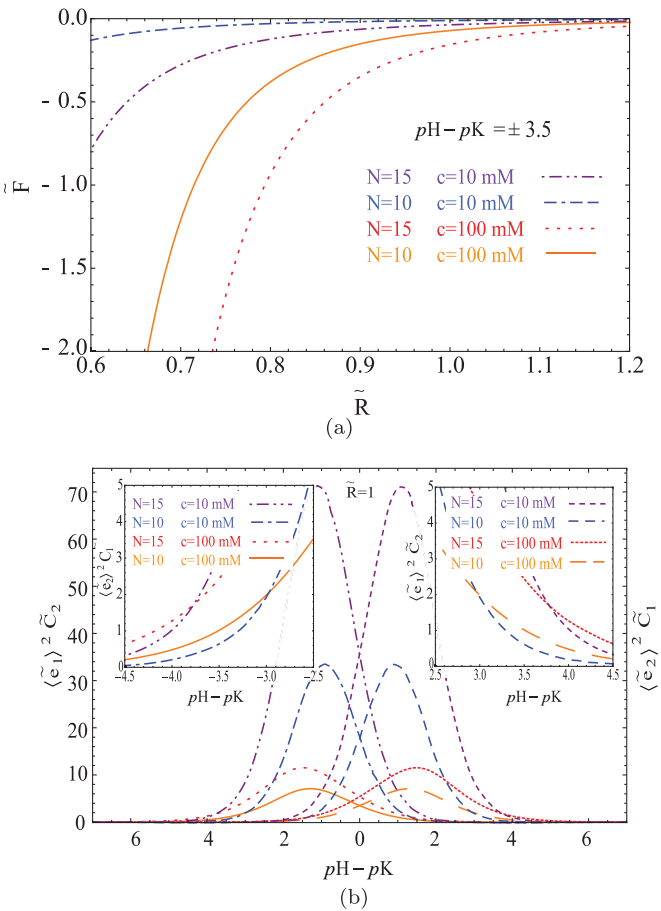 0.0
- 0.5
- 1.0
- 1.5
- 2.0
F̃
pH−pK = ± 3.5
N=15 c=10 mM
N=10 c=10 mM
N=15 c=100 mM
N=10 c=100 mM
0.6 0.7 0.8 0.9 1.0 1.1 1.2
R̃
(a)
70
60
50
40
30
20
10
0
⟨ẽ₁⟩ ² C̃₂
R̃=1
5
4
3
2
1
0
⟨ẽ₂⟩ ² C̃₁
N=15 c=10 mM
N=10 c=10 mM
N=15 c=100 mM
N=10 c=100 mM
−4.5 −4.0 −3.5 −3.0 −2.5
pH−pK
5
4
3
2
1
0
⟨ẽ₁⟩ ² C̃₂
N=15 c=10 mM
N=10 c=10 mM
N=15 c=100 mM
N=10 c=100 mM
2.5 3.0 3.5 4.0 4.5
pH−pK
⟨ẽ₂⟩ ² C̃₁
6 4 2 0 2 4 6
pH−pK
(b)